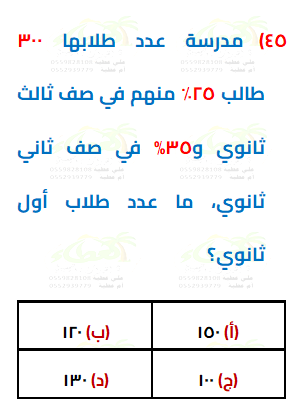 ٤٥) مدرسة عدد طلابها ٣٠٠
طالب ٢٥٪ منهم في صف ثالث
ثانوي و٣٥% في صف ثاني
ثانوي، ما عدد طلاب أول
ثانوي؟
(أ) ١٥٠ (ب) ١٢٠
(ج) ١٠٠ (د) ١٣٠